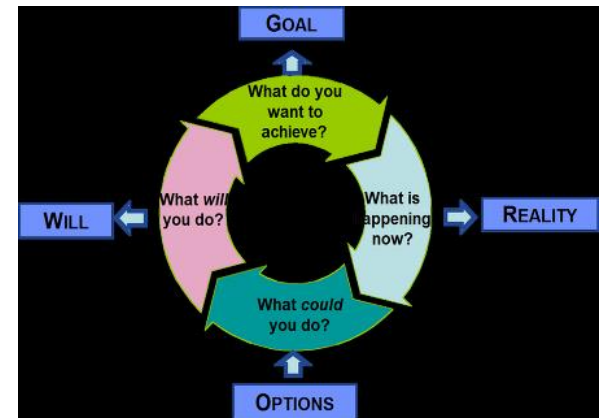 GOAL
What do you
want to
achieve?
What will
you do?
What is
appening
now?
WILL
REALITY
What could
you do?
OPTIONS